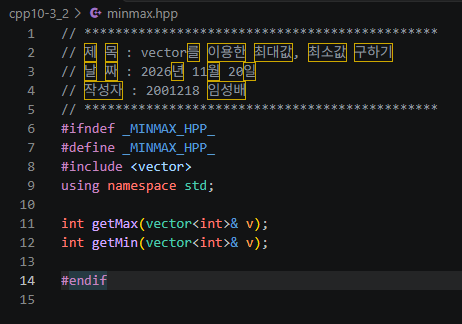 cpp10-3_2 > minmax.hpp
1 // **********************************************
2 // 제 목 : vector를 이용한 최대값, 최소값 구하기
3 // 날 짜 : 2026년 11월 20일
4 // 작성자 : 2001218 임성배
5 // **********************************************
6 #ifndef _MINMAX_HPP_
7 #define _MINMAX_HPP_
8 #include <vector>
9 using namespace std;
10
11 int getMax(vector<int>& v);
12 int getMin(vector<int>& v);
13
14 #endif
15